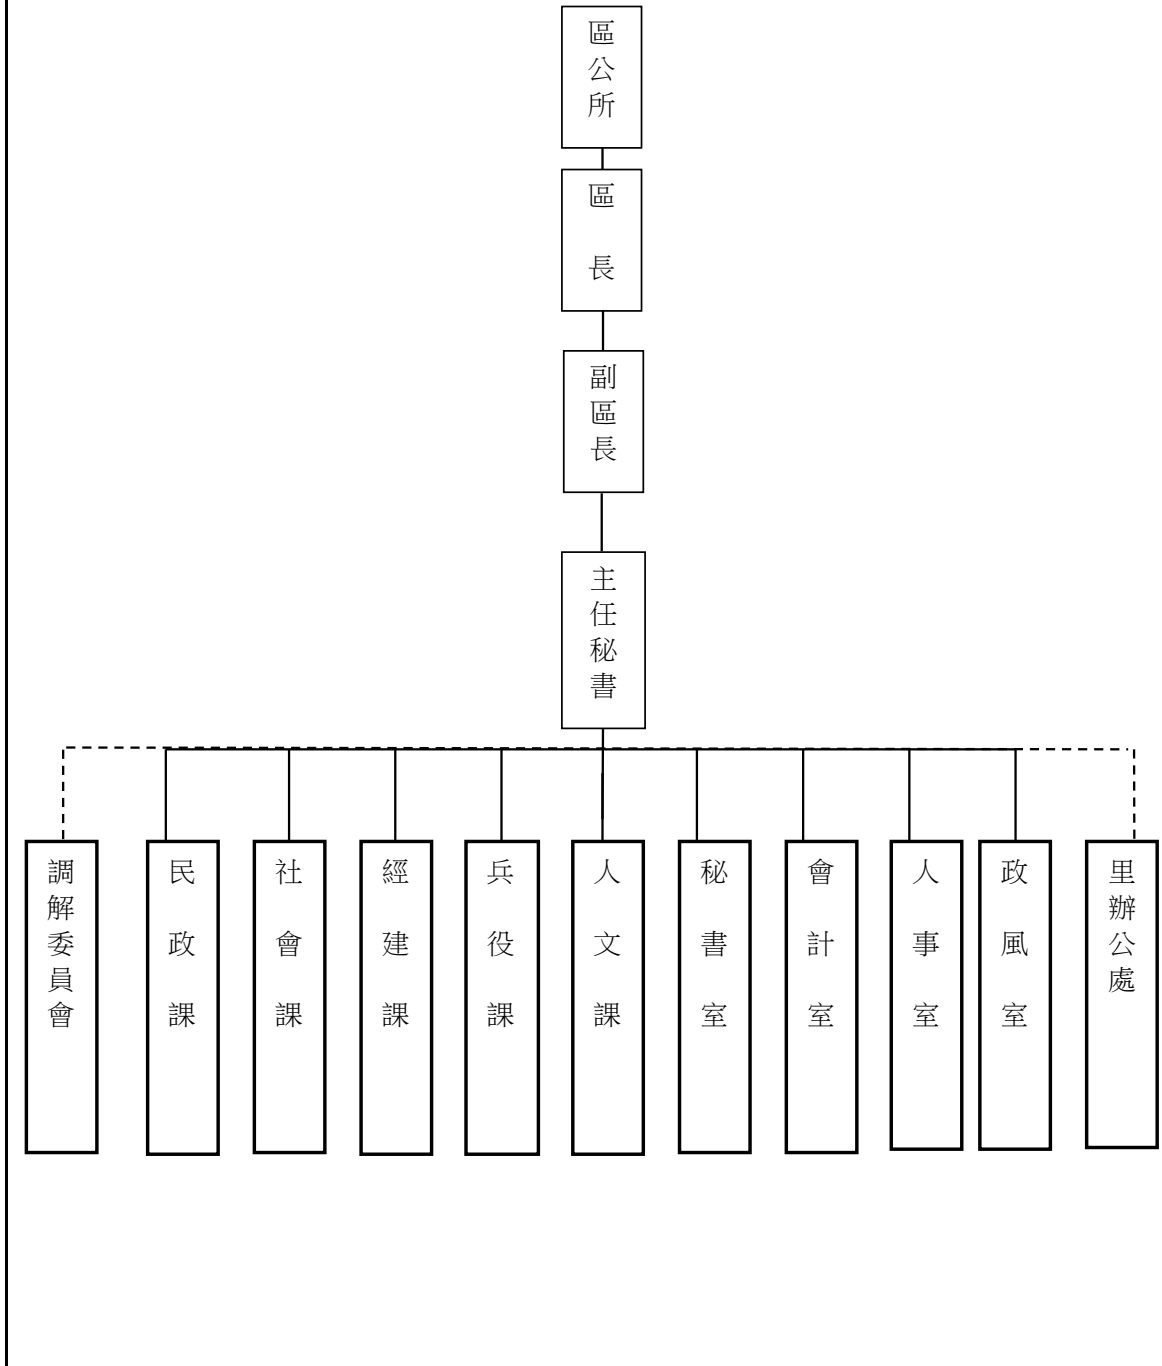 區公所
區長
副區長
主任秘書
調解委員會
民政課
社會課
經建課
兵役課
人文課
秘書室
會計室
人事室
政風室
里辦公處